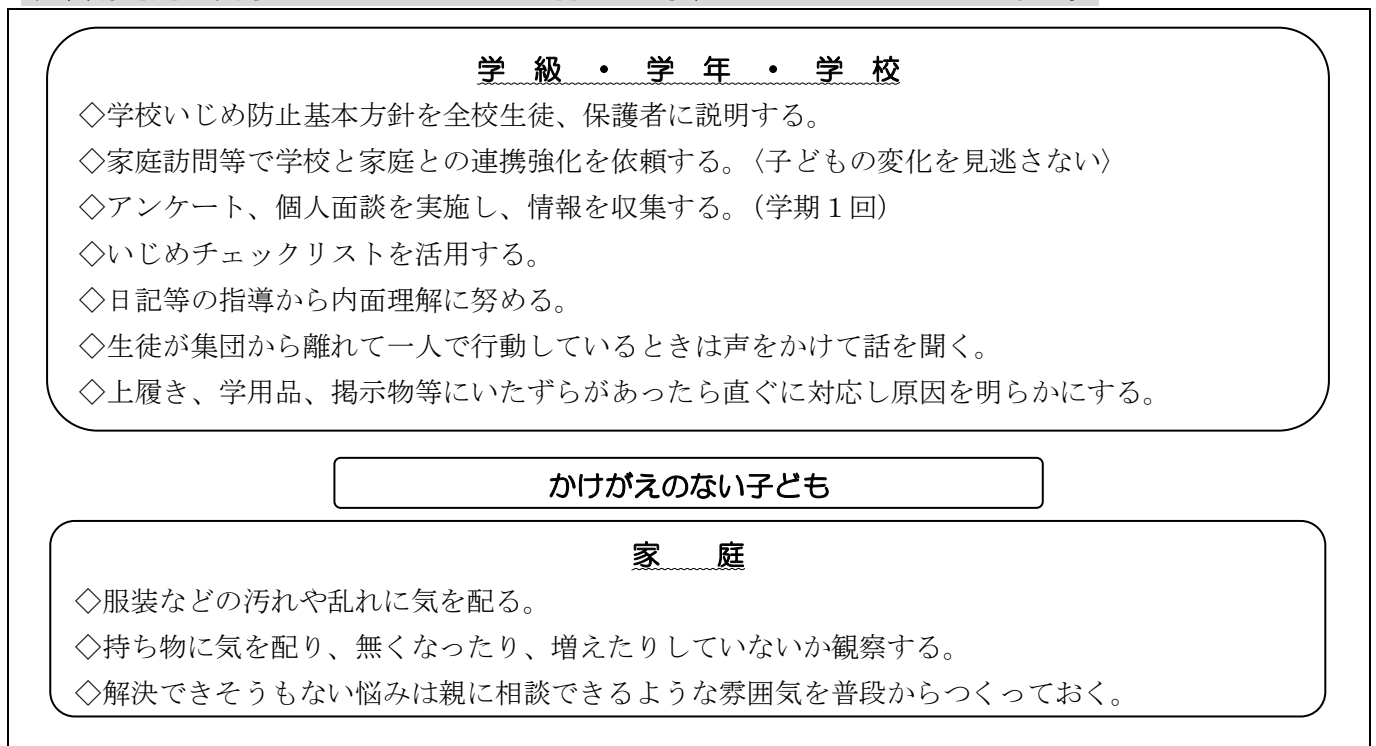 学級・学年・学校
◇学校いじめ防止基本方針を全校生徒、保護者に説明する。
◇家庭訪問等で学校と家庭との連携強化を依頼する。〈子どもの変化を見逃さない〉
◇アンケート、個人面談を実施し、情報を収集する。（学期１回）
◇いじめチェックリストを活用する。
◇日記等の指導から内面理解に努める。
◇生徒が集団から離れて一人で行動しているときは声をかけて話を聞く。
◇上履き、学用品、掲示物等にいたずらがあったら直ぐに対応し原因を明らかにする。
かけがえのない子ども
家　庭
◇服装などの汚れや乱れに気を配る。
◇持ち物に気を配り、無くなったり、増えたりしていないか観察する。
◇解決できそうもない悩みは親に相談できるような雰囲気を普段からつくっておく。